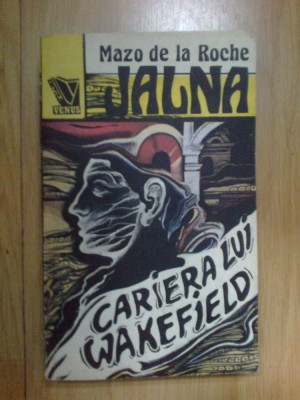 Mazo de la Roche
JALNA
VENUS
CARIERA LUI
WAKEFIELD